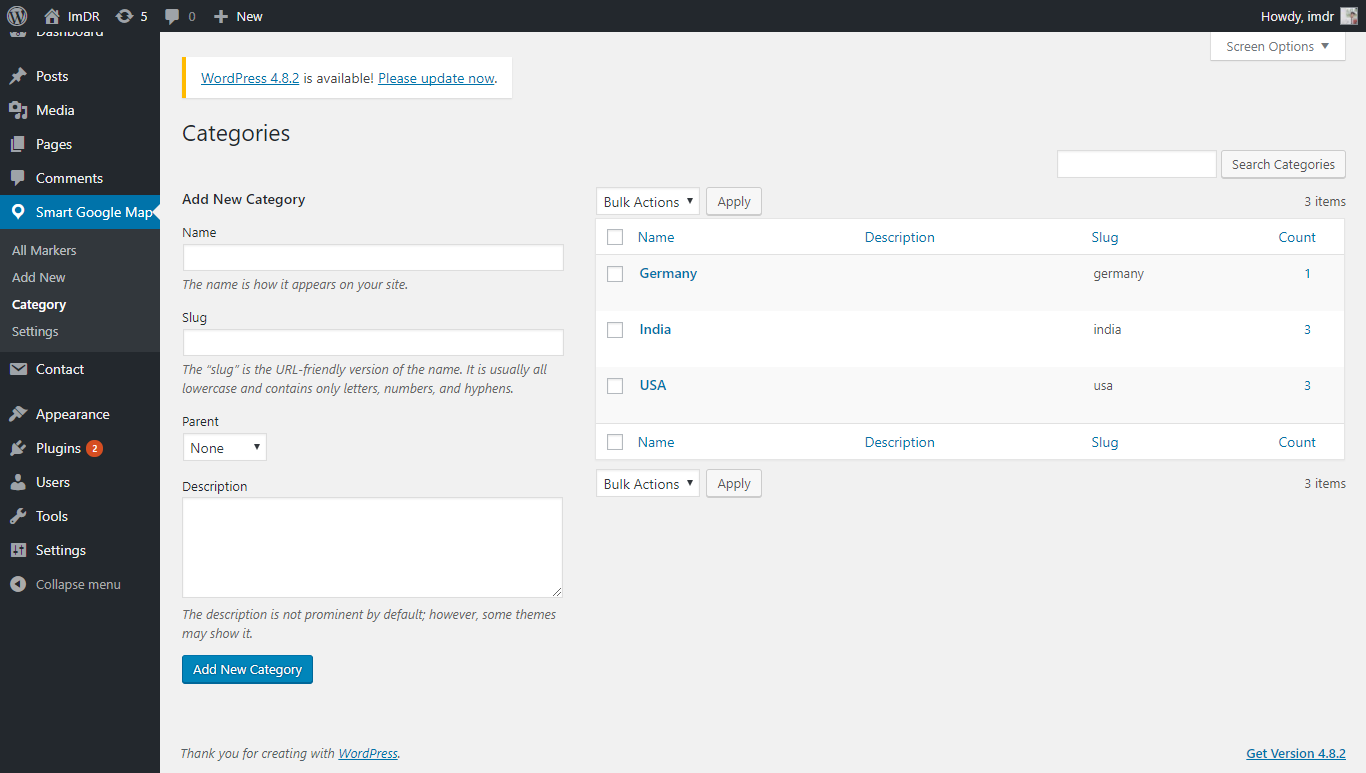 ImDR 5 0 New Howdy, imdr
Dashboard
Screen Options
Posts
Media
Pages
Comments
Smart Google Map
All Markers
Add New
Category
Settings
Contact
Appearance
Plugins 2
Users
Tools
Settings
Collapse menu
WordPress 4.8.2 is available! Please update now.
Categories
Search Categories
Add New Category
Name
The name is how it appears on your site.
Slug
The “slug” is the URL-friendly version of the name. It is usually all
lowercase and contains only letters, numbers, and hyphens.
Parent
None
Description
The description is not prominent by default; however, some themes
may show it.
Add New Category
Bulk Actions Apply 3 items
Name Description Slug Count
Germany germany 1
India india 3
USA usa 3
Name Description Slug Count
Bulk Actions Apply 3 items
Thank you for creating with WordPress. Get Version 4.8.2